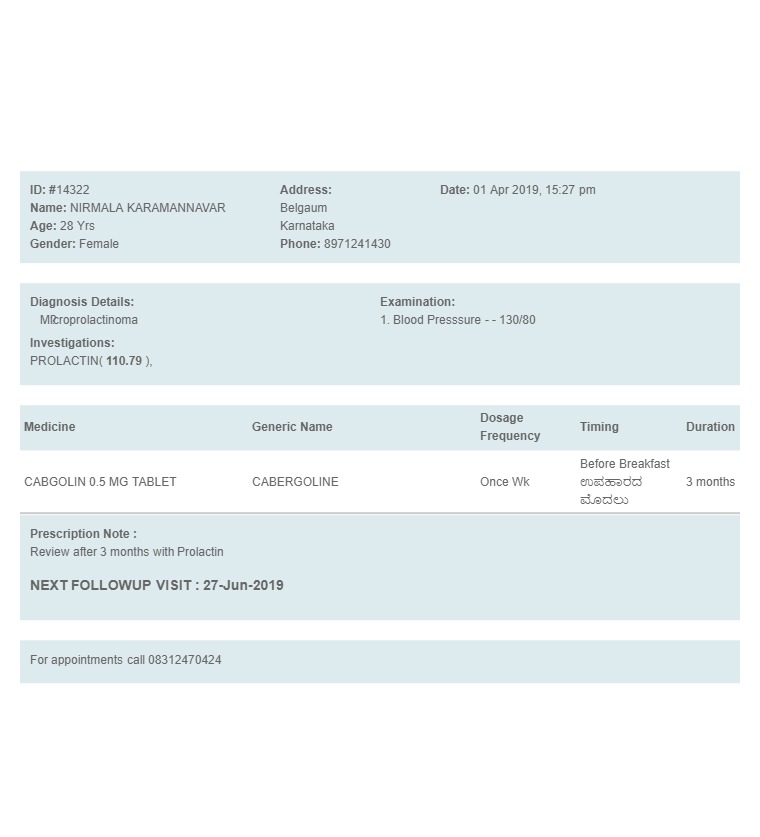 ID: #14322
Name: NIRMALA KARAMANNAVAR
Age: 28 Yrs
Gender: Female
Address:
Belgaum
Karnataka
Phone: 8971241430
Date: 01 Apr 2019, 15:27 pm
Diagnosis Details:
Microprolactinoma
Investigations:
PROLACTIN( 110.79 ),
Examination:
1. Blood Presssure - - 130/80
Medicine Generic Name Dosage Frequency Timing Duration
CABGOLIN 0.5 MG TABLET CABERGOLINE Once Wk Before Breakfast ಉಪಹಾರದ ಮೊದಲು 3 months
Prescription Note :
Review after 3 months with Prolactin
NEXT FOLLOWUP VISIT : 27-Jun-2019
For appointments call 08312470424